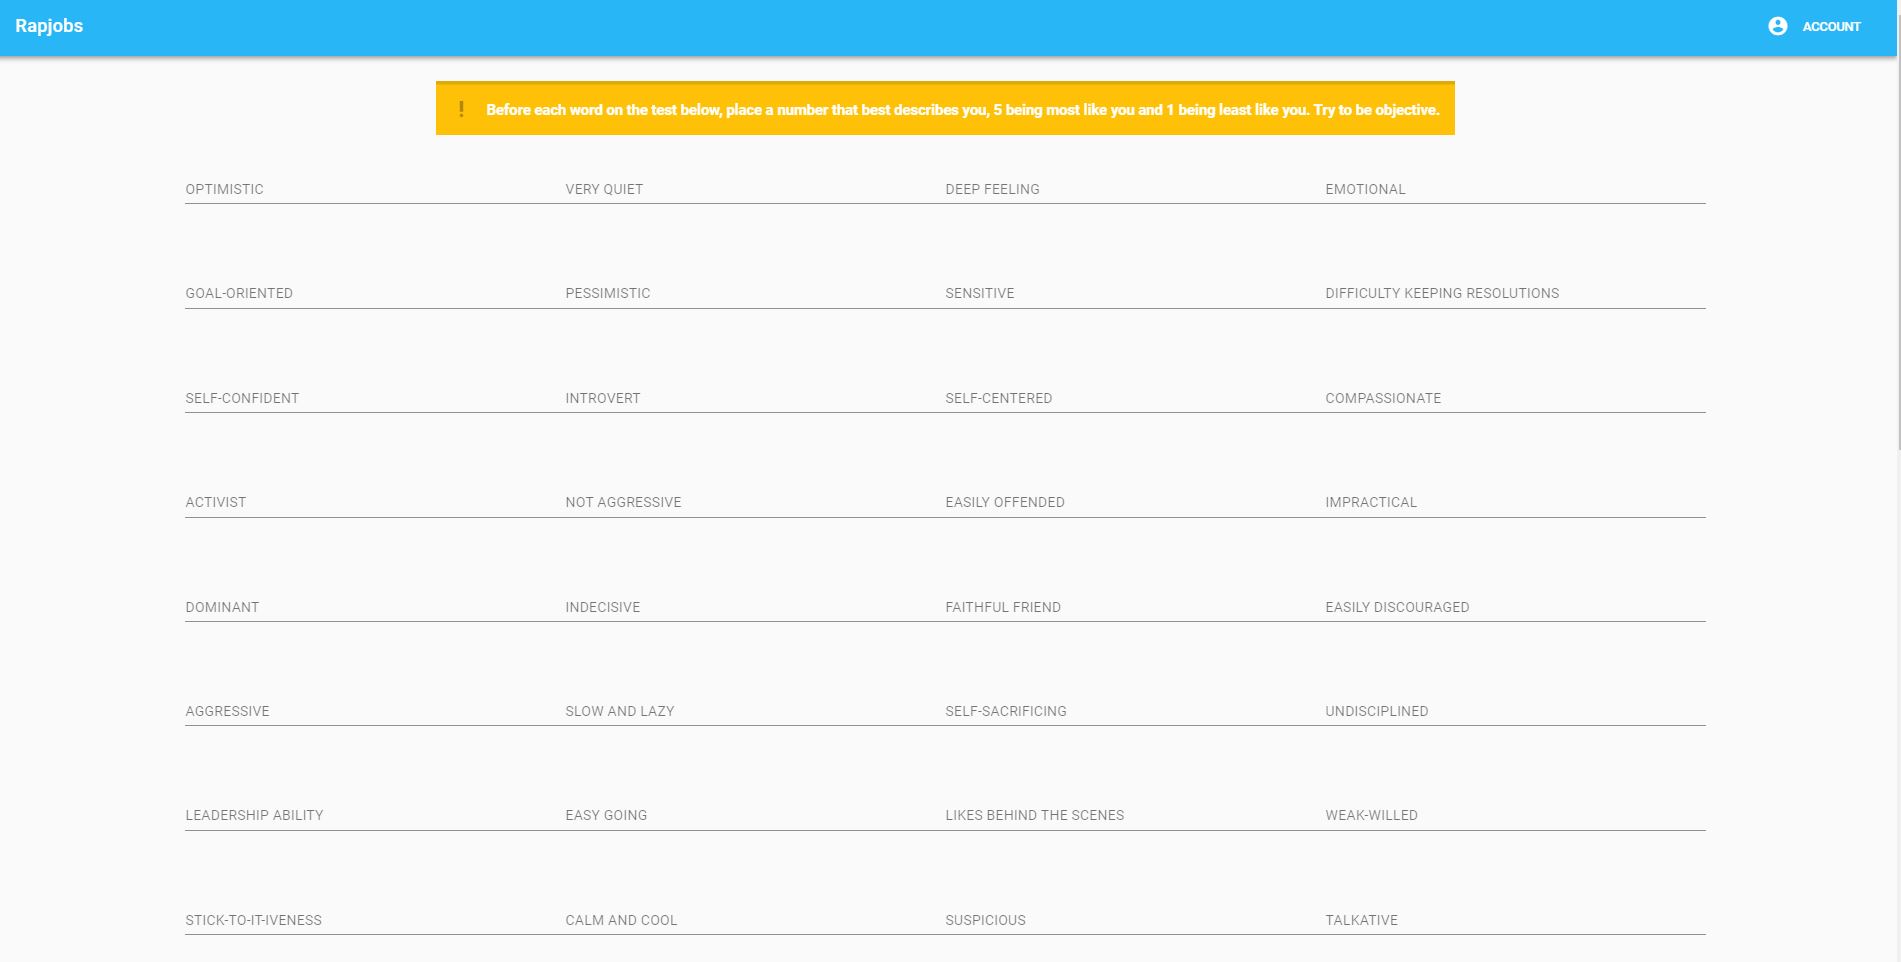 Rapjobs
ACCOUNT
! Before each word on the test below, place a number that best describes you, 5 being most like you and 1 being least like you. Try to be objective.
OPTIMISTIC VERY QUIET DEEP FEELING EMOTIONAL
GOAL-ORIENTED PESSIMISTIC SENSITIVE DIFFICULTY KEEPING RESOLUTIONS
SELF-CONFIDENT INTROVERT SELF-CENTERED COMPASSIONATE
ACTIVIST NOT AGGRESSIVE EASILY OFFENDED IMPRACTICAL
DOMINANT INDECISIVE FAITHFUL FRIEND EASILY DISCOURAGED
AGGRESSIVE SLOW AND LAZY SELF-SACRIFICING UNDISCIPLINED
LEADERSHIP ABILITY EASY GOING LIKES BEHIND THE SCENES WEAK-WILLED
STICK-TO-IT-IVENESS CALM AND COOL SUSPICIOUS TALKATIVE